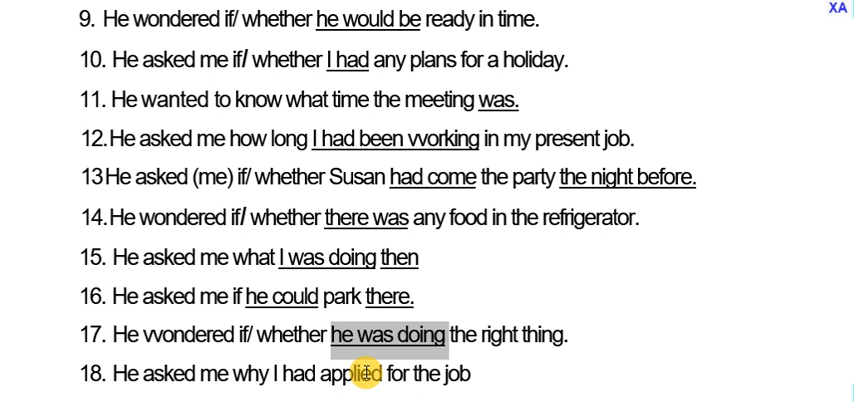 XA
9. He wondered if/ whether he would be ready in time.
10. He asked me if/ whether I had any plans for a holiday.
11. He wanted to know what time the meeting was.
12.He asked me how long I had been vvorking in my present job.
13He asked (me) if/ whether Susan had come the party the night before.
14.He wondered if/ whether there was any food in the refrigerator.
15. He asked me what I was doing then
16. He asked me if he could park there.
17. He vvondered if/ whether he was doing the right thing.
18. He asked me why I had applied for the job